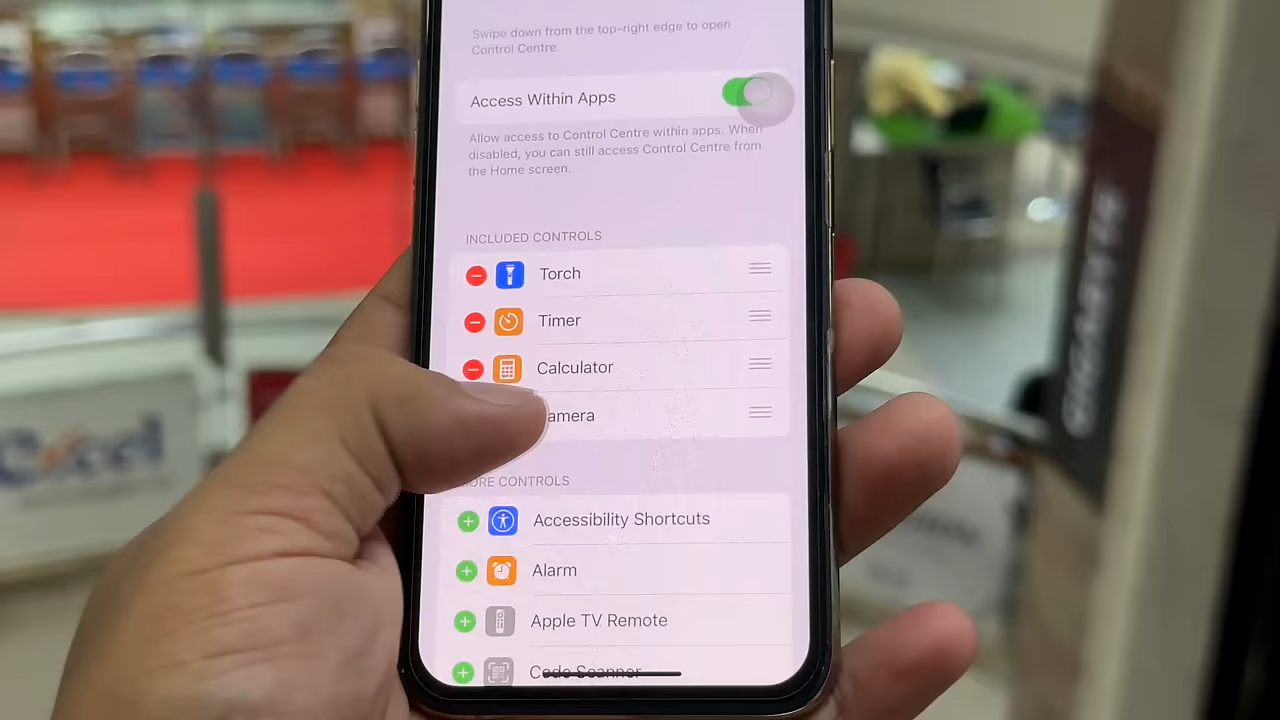 Swipe down from the top-right edge to open
Control Centre.
Access Within Apps
Allow access to Control Centre within apps. When
disabled, you can still access Control Centre from
the Home screen.
INCLUDED CONTROLS
Torch
Timer
Calculator
amera
ORE CONTROLS
Accessibility Shortcuts
Alarm
Apple TV Remote
Code Scanner
Excel
GIGABYTE